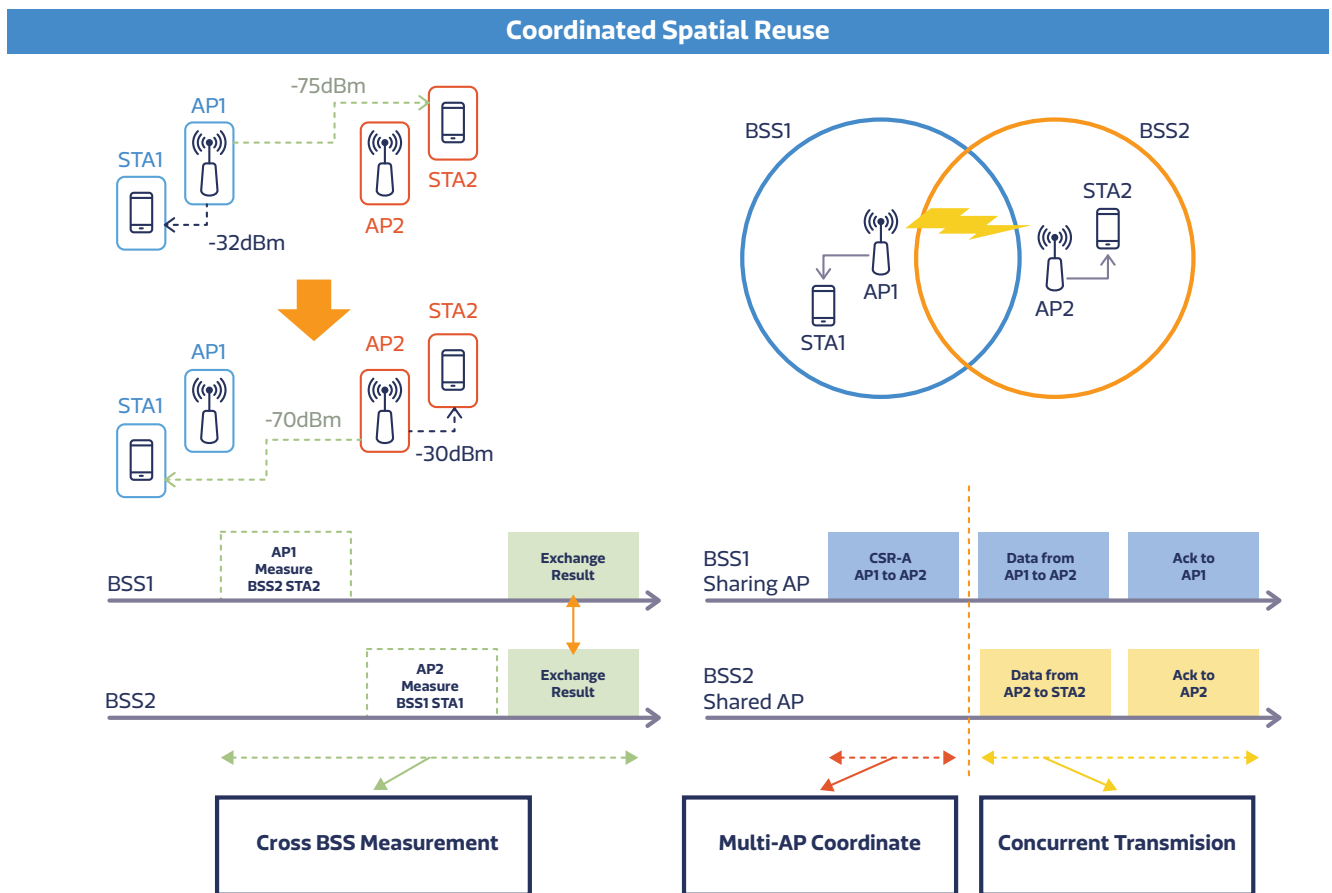 Coordinated Spatial Reuse
-75dBm
AP1
STA1
STA2
AP2
-32dBm
STA2
AP1
AP2
STA1
-70dBm
-30dBm
BSS1
BSS2
STA2
AP1
AP2
STA1
BSS1
AP1
Measure
BSS2 STA2
Exchange
Result
BSS2
AP2
Measure
BSS1 STA1
Exchange
Result
BSS1
Sharing AP
CSR-A
AP1 to AP2
Data from
AP1 to AP2
Ack to
AP1
BSS2
Shared AP
Data from
AP2 to STA2
Ack to
AP2
Cross BSS Measurement
Multi-AP Coordinate
Concurrent Transmision